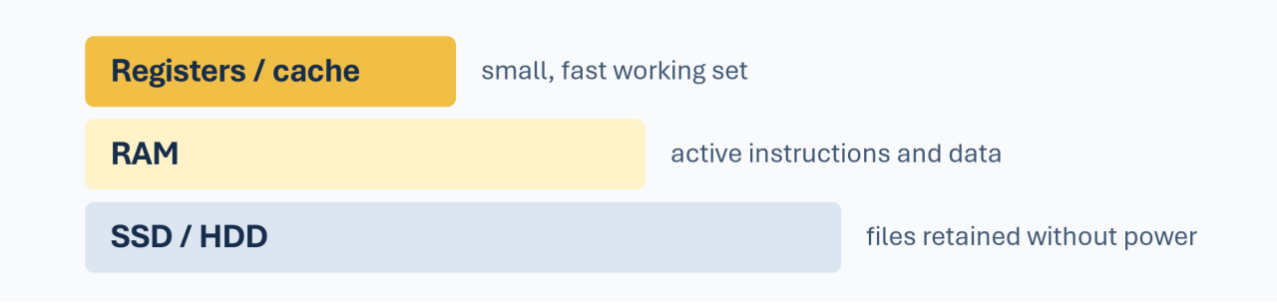 Registers / cache small, fast working set
RAM active instructions and data
SSD / HDD files retained without power